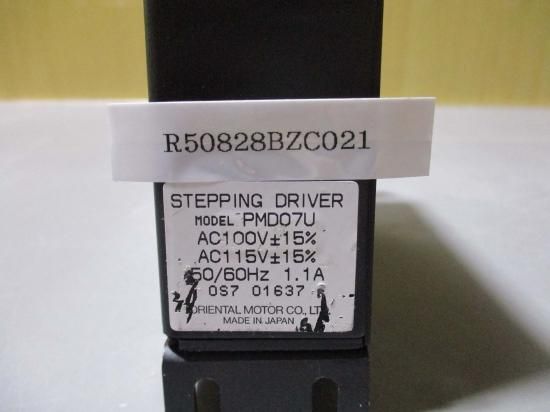 R50828BZC021
STEPPING DRIVER
MODEL PMD07U
AC100V±15%
AC115V±15%
50/60Hz 1.1A
0S7 01637
ORIENTAL MOTOR CO., LTD.
MADE IN JAPAN